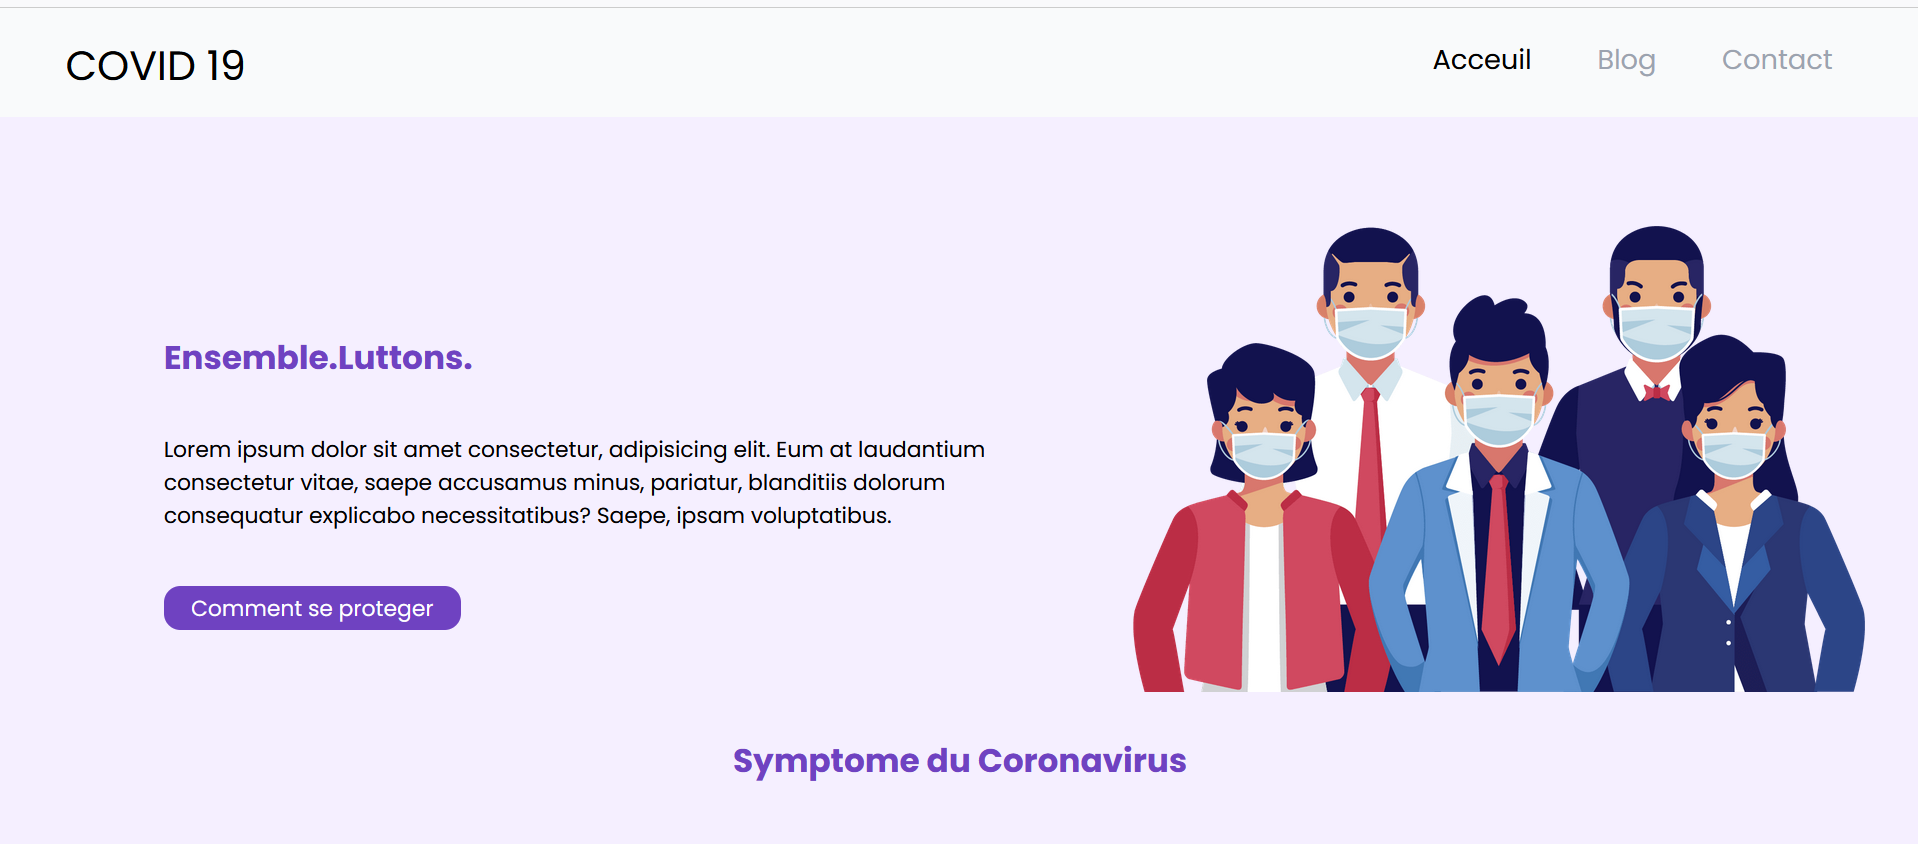 COVID 19
Acceuil
Blog
Contact
Ensemble.Luttons.
Lorem ipsum dolor sit amet consectetur, adipisicing elit. Eum at laudantium
consectetur vitae, saepe accusamus minus, pariatur, blanditiis dolorum
consequatur explicabo necessitatibus? Saepe, ipsam voluptatibus.
Comment se proteger
Symptome du Coronavirus